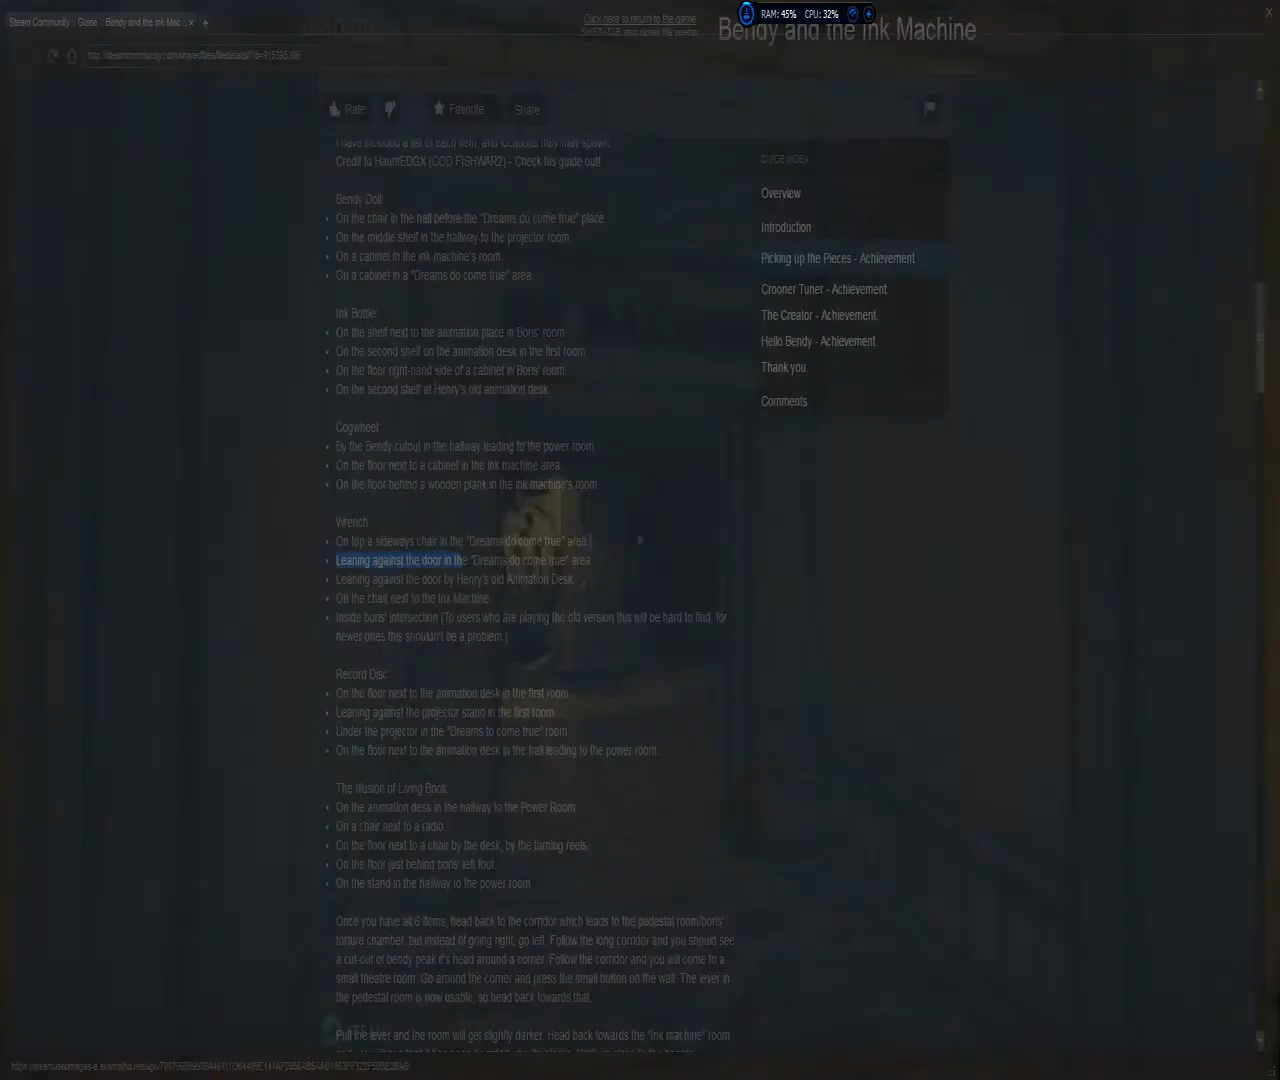 Steam Community :: Guide :: Bendy and the Ink Mac...
Click here to return to the game
RAM: 45% CPU: 32%
Bendy and the Ink Machine
Rate
Favorite
Share
I have included a list of each item, and locations they may spawn.
Credit to HauntEDGX (COD FISHWAR2) - Check his guide out!
Bendy Doll
On the chair in the hall before the "Dreams do come true" place.
On the middle shelf in the hallway to the projector room.
On a cabinet in the ink machine's room.
On a cabinet in a "Dreams do come true" area.
Ink Bottle:
On the shelf next to the animation place in Boris' room
On the second shelf on the animation desk in the first room.
On the floor right-hand side of a cabinet in Boris' room.
On the second shelf at Henry's old animation desk.
Cogwheel:
By the Bendy cutout in the hallway leading to the power room
On the floor next to a cabinet in the ink machine area
On the floor behind a wooden plank in the ink machine's room
Wrench
On top a sideways chair in the "Dreams do come true" area
Leaning against the door in the "Dreams do come true" area
Leaning against the door by Henry's old Animation Desk.
On the chair next to the Ink Machine.
Inside boris' intersection (To users who are playing the old version this will be hard to find, for
newer ones this shouldn't be a problem.)
Record Disc:
On the floor next to the animation desk in the first room
Leaning against the projector stand in the first room
Under the projector in the "Dreams to come true" room
On the floor next to the animation desk in the hall leading to the power room.
The Illusion of Living Book:
On the animation desk in the hallway to the Power Room
On a chair next to a radio.
On the floor next to a chair by the desk, by the turning reels.
On the floor just behind boris' left foot.
On the stand in the hallway to the power room
Once you have all 6 items, head back to the corridor which leads to the pedestal room/boris'
torture chamber, but instead of going right, go left. Follow the long corridor and you should see
a cut-out of bendy peak it's head around a corner. Follow the corridor and you will come to a
small theatre room. Go around the corner and press the small button on the wall. The lever in
the pedestal room is now usable, so head back towards that.
Pull the lever and the room will get slightly darker. Head back towards the "Ink machine" room
GUIDE INDEX
Overview
Introduction
Picking up the Pieces - Achievement.
Crooner Tuner - Achievement.
The Creator - Achievement.
Hello Bendy - Achievement.
Thank you.
Comments